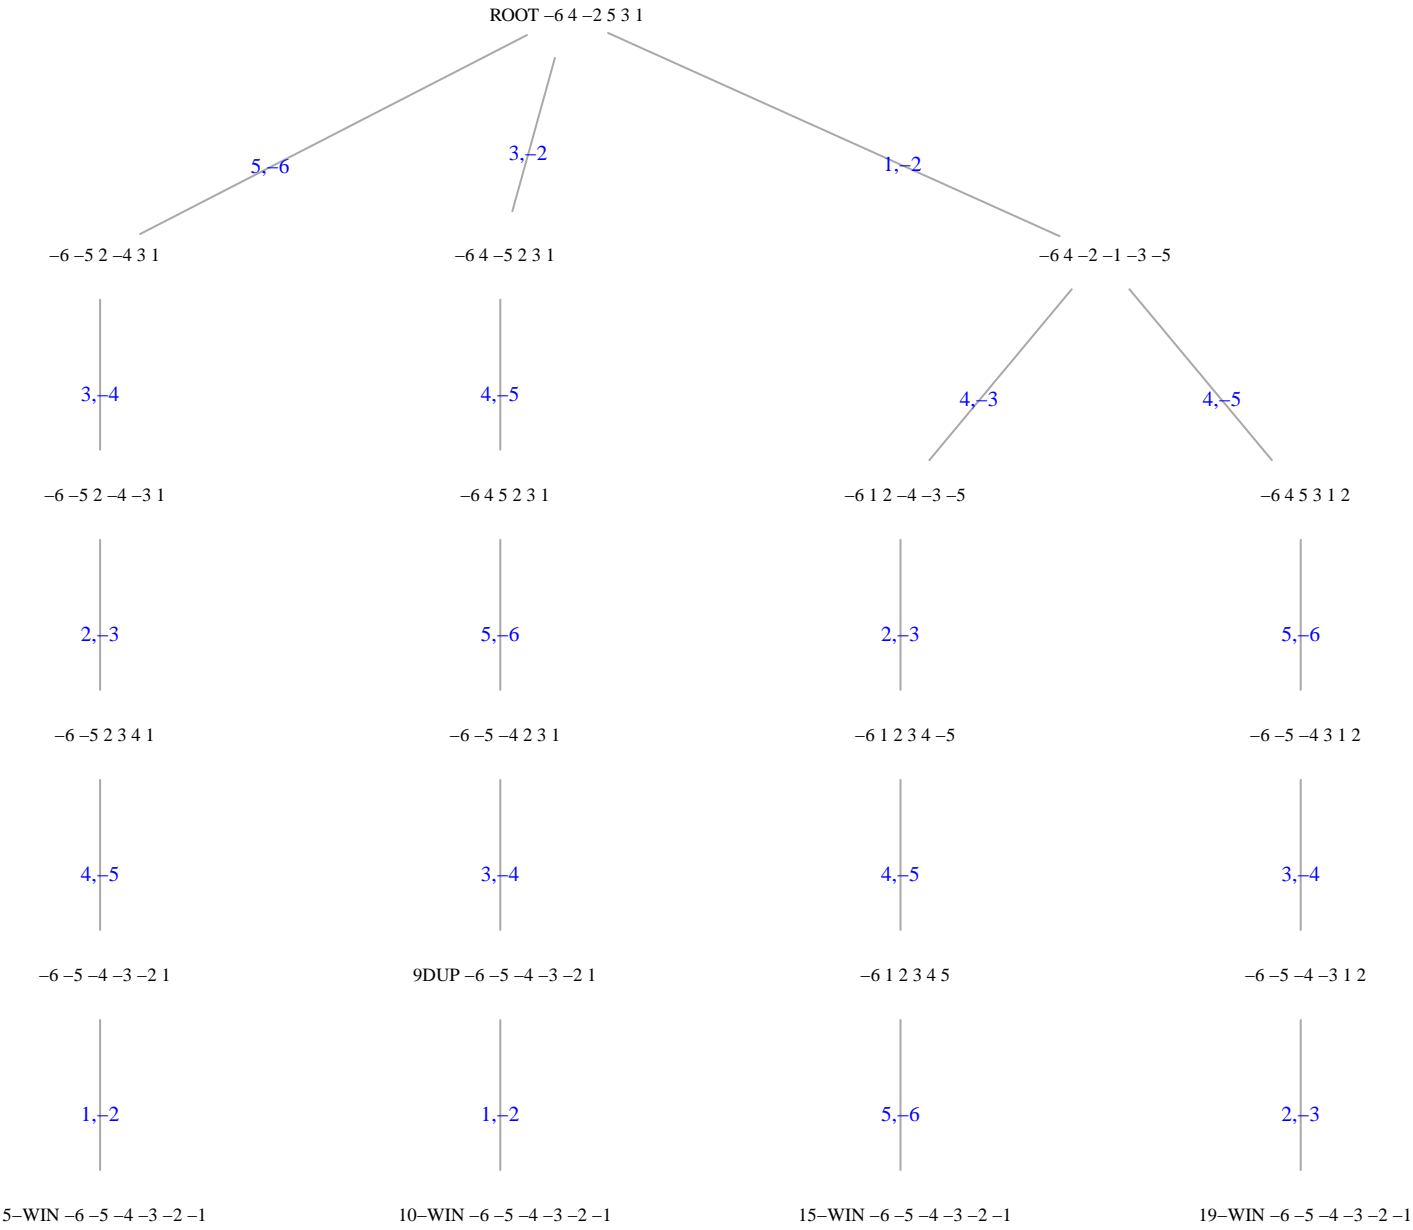 ROOT –6 4 –2 5 3 1
5,–6
3,–2
1,–2
–6 –5 2 –4 3 1
–6 4 –5 2 3 1
–6 4 –2 –1 –3 –5
3,–4
4,–5
4,–3
4,–5
–6 –5 2 –4 –3 1
–6 4 5 2 3 1
–6 1 2 –4 –3 –5
–6 4 5 3 1 2
2,–3
5,–6
2,–3
5,–6
–6 –5 2 3 4 1
–6 –5 –4 2 3 1
–6 1 2 3 4 –5
–6 –5 –4 3 1 2
4,–5
3,–4
4,–5
3,–4
–6 –5 –4 –3 –2 1
9DUP –6 –5 –4 –3 –2 1
–6 1 2 3 4 5
–6 –5 –4 –3 1 2
1,–2
1,–2
5,–6
2,–3
5–WIN –6 –5 –4 –3 –2 –1
10–WIN –6 –5 –4 –3 –2 –1
15–WIN –6 –5 –4 –3 –2 –1
19–WIN –6 –5 –4 –3 –2 –1